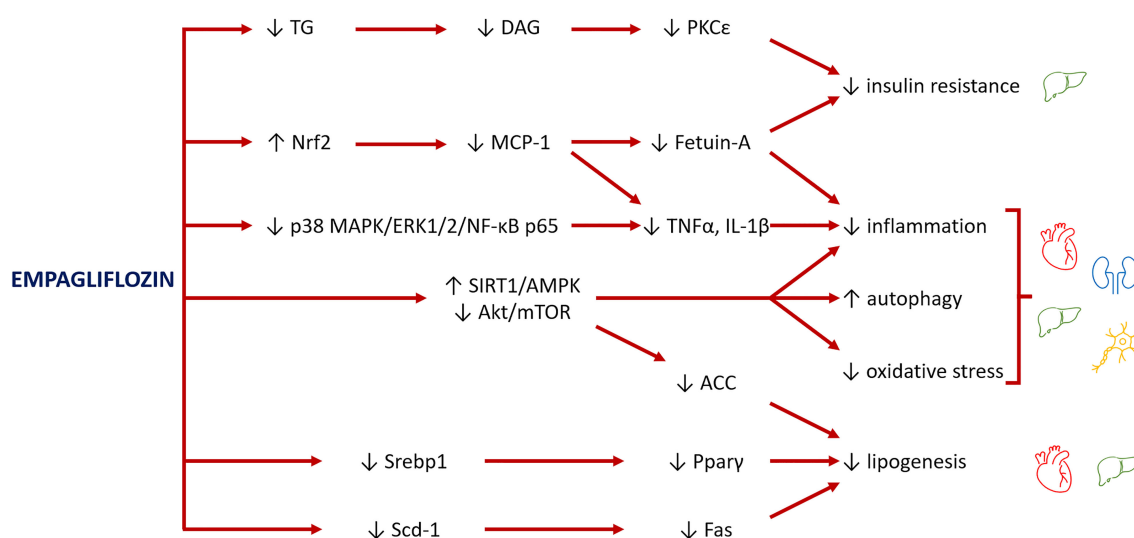 ↓ TG ↓ DAG ↓ PKCε
↓ insulin resistance
↑ Nrf2 ↓ MCP-1 ↓ Fetuin-A
↓ p38 MAPK/ERK1/2/NF-κB p65 ↓ TNFα, IL-1β ↓ inflammation
EMPAGLIFLOZIN
↑ SIRT1/AMPK
↓ Akt/mTOR
↑ autophagy
↓ oxidative stress
↓ ACC
↓ Srebp1 ↓ Pparγ ↓ lipogenesis
↓ Scd-1 ↓ Fas